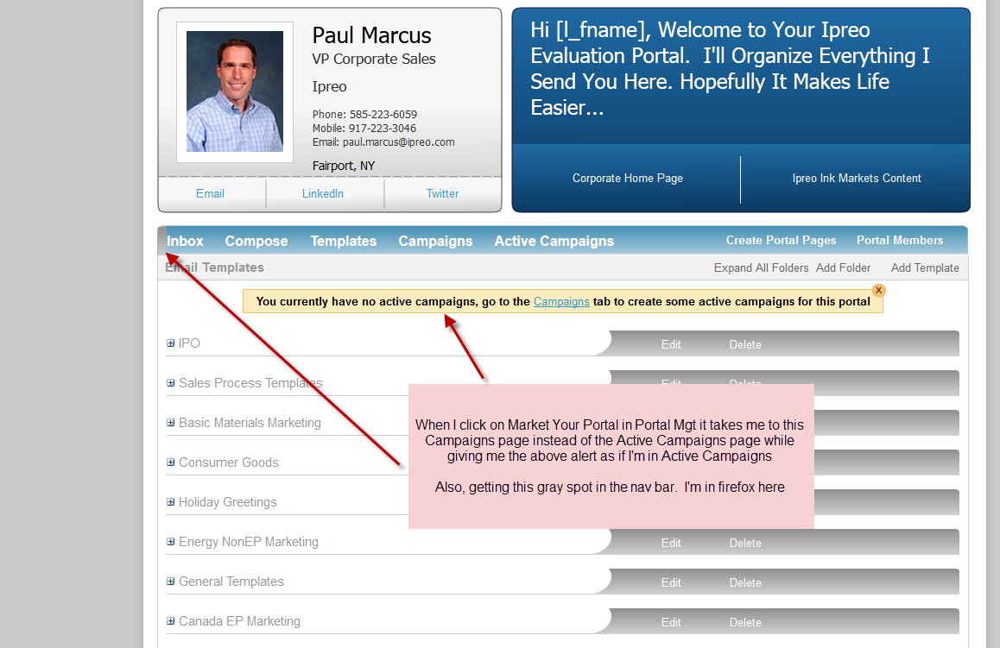 Paul Marcus
VP Corporate Sales
Ipreo
Phone: 585-223-6059
Mobile: 917-223-3046
Email: paul.marcus@ipreo.com
Fairport, NY
Email LinkedIn Twitter
Hi [l_fname], Welcome to Your Ipreo
Evaluation Portal. I'll Organize Everything I
Send You Here. Hopefully It Makes Life
Easier...
Corporate Home Page Ipreo Ink Markets Content
Inbox Compose Templates Campaigns Active Campaigns Create Portal Pages Portal Members
Email Templates Expand All Folders Add Folder Add Template
You currently have no active campaigns, go to the Campaigns tab to create some active campaigns for this portal
X
IPO Edit Delete
Sales Process Templates Edit Delete
Basic Materials Marketing
Consumer Goods
Holiday Greetings
Energy NonEP Marketing Edit Delete
General Templates Edit Delete
Canada EP Marketing Edit Delete
When I click on Market Your Portal in Portal Mgt it takes me to this
Campaigns page instead of the Active Campaigns page while
giving me the above alert as if I'm in Active Campaigns
Also, getting this gray spot in the nav bar. I'm in firefox here